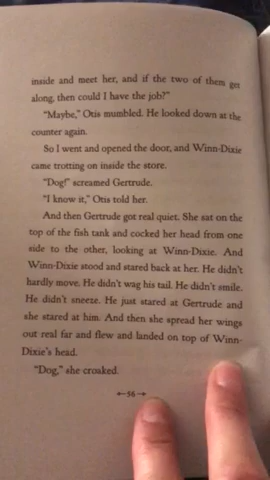 inside and meet her, and if the two of them get
along, then could I have the job?"
"Maybe," Otis mumbled. He looked down at the
counter again.
So I went and opened the door, and Winn-Dixie
came trotting on inside the store.
"Dog!" screamed Gertrude.
"I know it," Otis told her.
And then Gertrude got real quiet. She sat on the
top of the fish tank and cocked her head from one
side to the other, looking at Winn-Dixie. And
Winn-Dixie stood and stared back at her. He didn't
hardly move. He didn't wag his tail. He didn't smile.
He didn't sneeze. He just stared at Gertrude and
she stared at him. And then she spread her wings
out real far and flew and landed on top of Winn-
Dixie's head.
"Dog," she croaked.
56